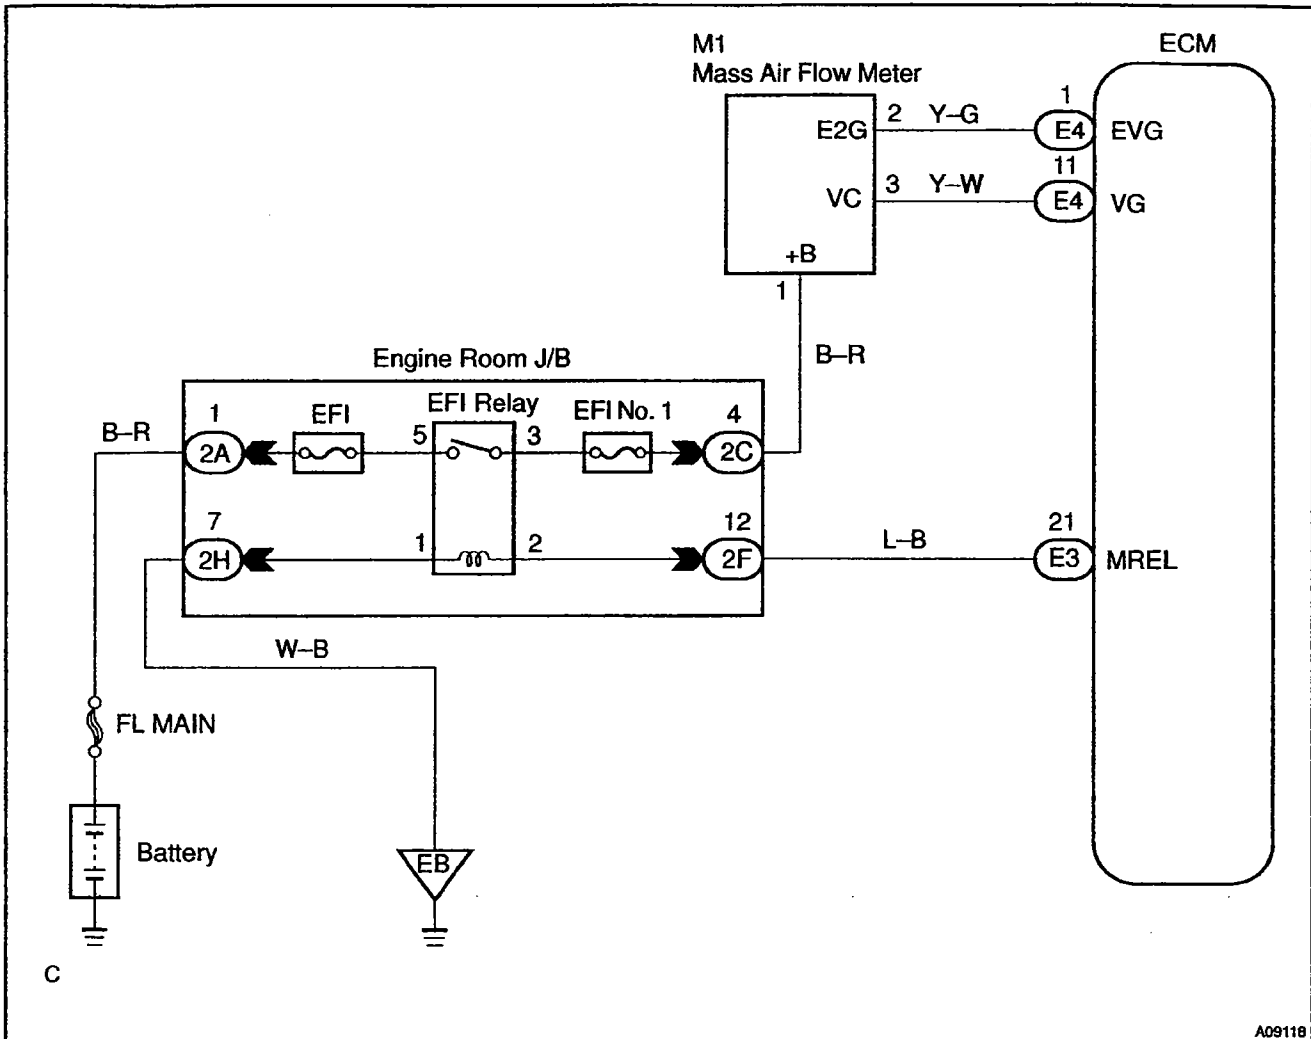 M1
Mass Air Flow Meter
ECM
E2G
2
Y–G
1
E4
EVG
VC
3
Y–W
11
E4
VG
+B
1
B–R
Engine Room J/B
B–R
1
2A
EFI
5
EFI Relay
3
EFI No. 1
4
2C
7
2H
1
2
12
2F
L–B
21
E3
MREL
W–B
FL MAIN
Battery
EB
C
A09118